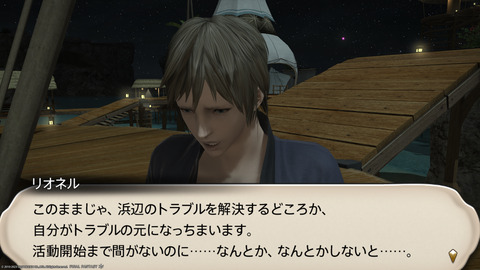 リオネル
このままじゃ、浜辺のトラブルを解決するどころか、
自分がトラブルの元になっちまいます。
活動開始まで間がないのに……なんとか、なんとかしないと……。